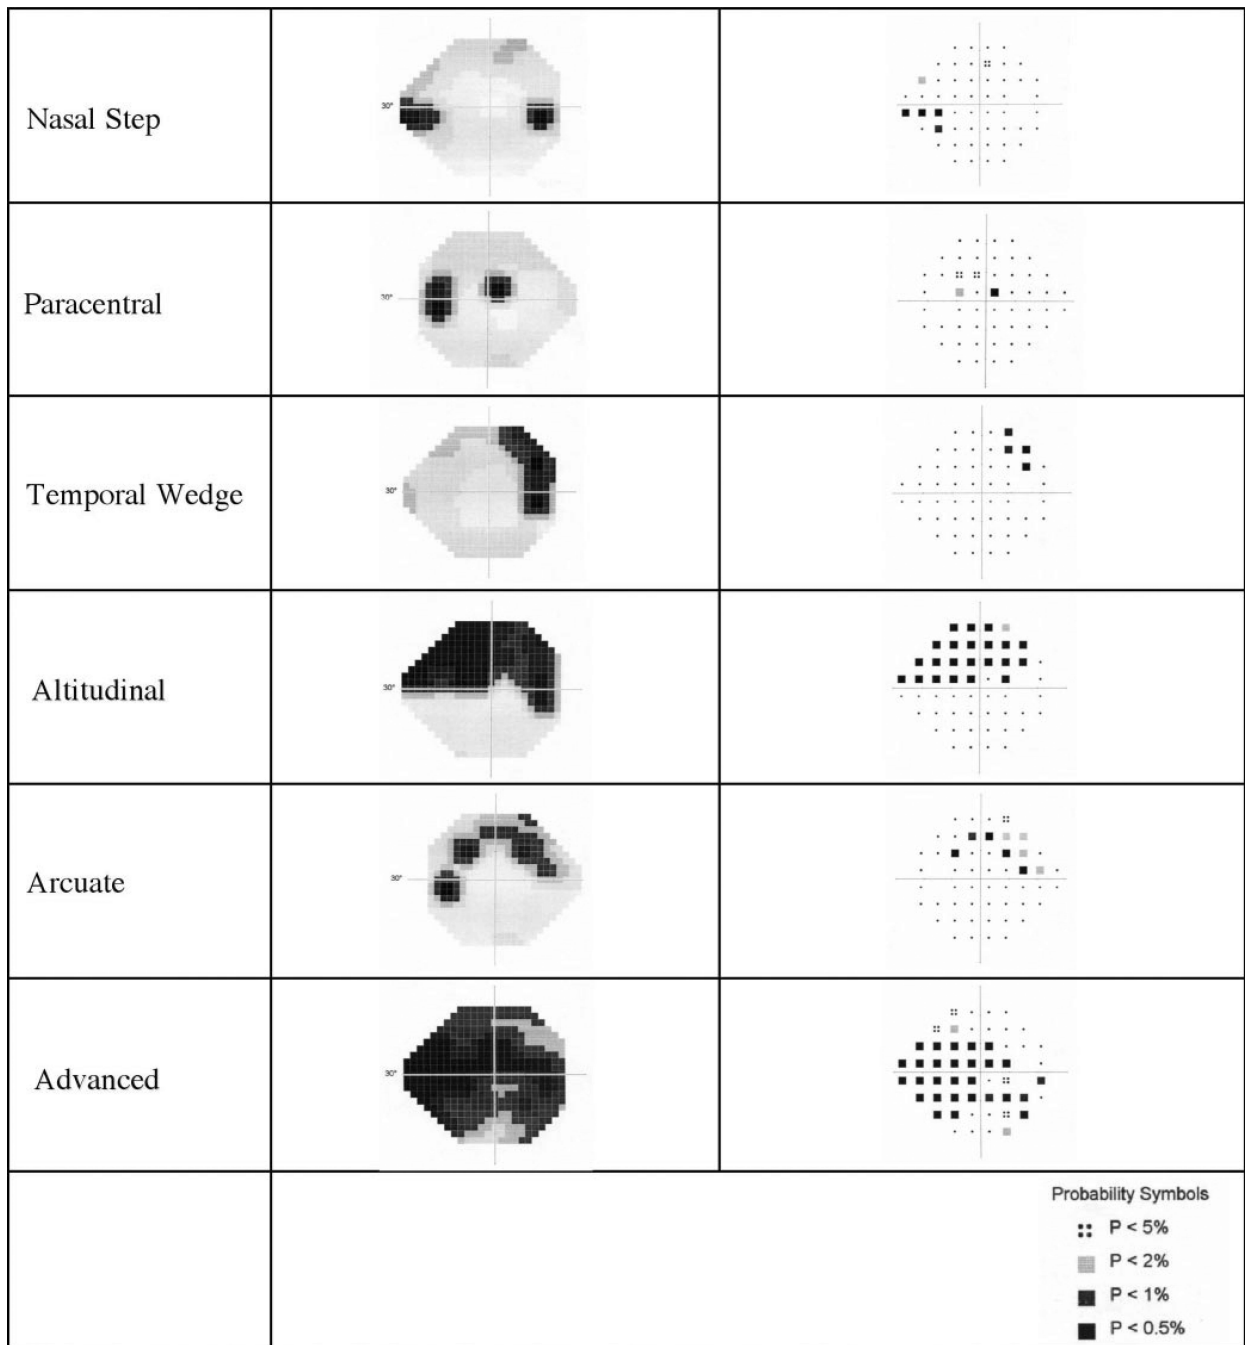 Nasal Step
30°
Paracentral
30°
Temporal Wedge
30°
Altitudinal
30°
Arcuate
30°
Advanced
30°
Probability Symbols
P < 5%
P < 2%
P < 1%
P < 0.5%